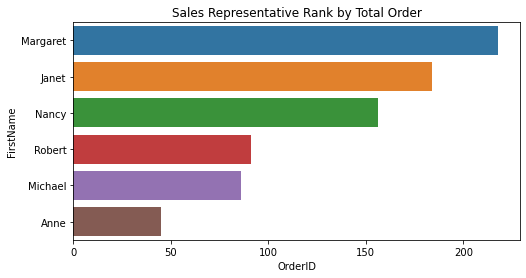 Sales Representative Rank by Total Order
FirstName
Margaret
Janet
Nancy
Robert
Michael
Anne
0 50 100 150 200
OrderID